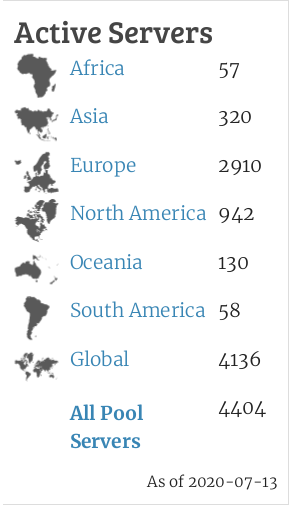 Active Servers
Africa 57
Asia 320
Europe 2910
North America 942
Oceania 130
South America 58
Global 4136
All Pool 4404
Servers
As of 2020-07-13